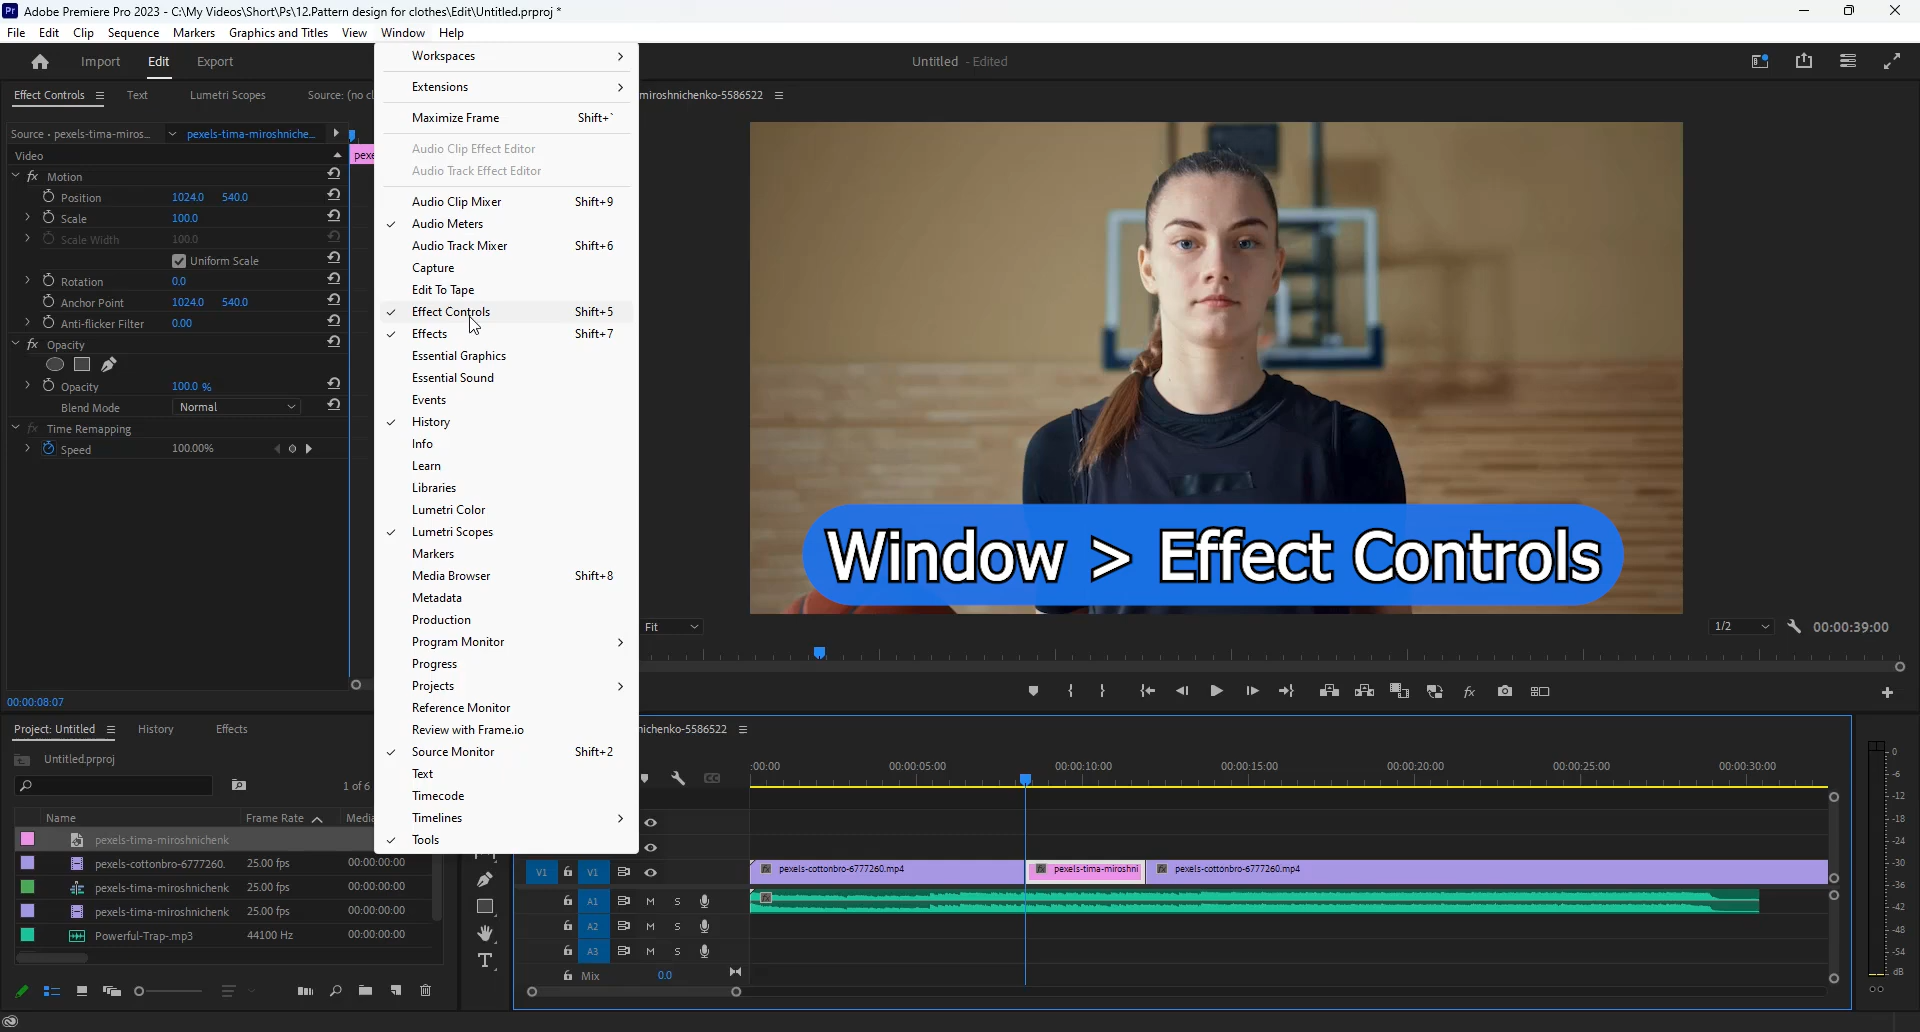 Pr Adobe Premiere Pro 2023 - C:\My Videos\Short\Ps\12.Pattern design for clothes\Edit\Untitled.prproj *
File Edit Clip Sequence Markers Graphics and Titles View Window Help
Import Edit Export
Untitled - Edited
Effect Controls Text Lumetri Scopes Source: (no cl
Source • pexels-tima-miros... pexels-tima-miroshniche...
pexe
Video
fx Motion
Position 1024.0 540.0
Scale 100.0
Scale Width 100.0
Uniform Scale
Rotation 0.0
Anchor Point 1024.0 540.0
Anti-flicker Filter 0.00
fx Opacity
Opacity 100.0 %
Blend Mode Normal
fx Time Remapping
Speed 100.00%
00:00:08:07
Workspaces
Extensions
Maximize Frame Shift+`
Audio Clip Effect Editor
Audio Track Effect Editor
Audio Clip Mixer Shift+9
Audio Meters
Audio Track Mixer Shift+6
Capture
Edit To Tape
Effect Controls Shift+5
Effects Shift+7
Essential Graphics
Essential Sound
Events
History
Info
Learn
Libraries
Lumetri Color
Lumetri Scopes
Markers
Media Browser Shift+8
Metadata
Production
Program Monitor
Progress
Projects
Reference Monitor
Review with Frame.io
Source Monitor Shift+2
Text
Timecode
Timelines
Tools
miroshnichenko-5586522
Window > Effect Controls
Fit 1/2 00:00:39:00
fx
Project: Untitled History Effects
Untitled.prproj
1 of 6
Name Frame Rate Media
pexels-tima-miroshnichenk
pexels-cottonbro-6777260. 25.00 fps 00:00:00:00
pexels-tima-miroshnichenk 25.00 fps 00:00:00:00
pexels-tima-miroshnichenk 25.00 fps 00:00:00:00
Powerful-Trap-.mp3 44100 Hz 00:00:00:00
nichenko-5586522
:00:00 00:00:05:00 00:00:10:00 00:00:15:00 00:00:20:00 00:00:25:00 00:00:30:00
V1 V1 pexels-cottonbro-6777260.mp4 pexels-tima-miroshni pexels-cottonbro-6777260.mp4
A1 M S
A2 M S
A3 M S
Mix 0.0
0
-6
-12
-18
-24
-30
-36
-42
-48
-54
dB